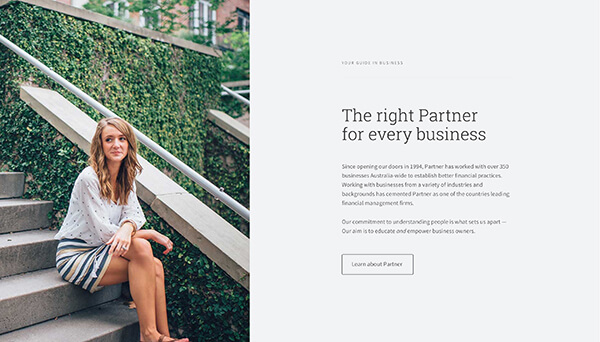 YOUR GUIDE IN BUSINESS
The right Partner
for every business
Since opening our doors in 1994, Partner has worked with over 350
businesses Australia-wide to establish better financial practices.
Working with businesses from a variety of industries and
backgrounds has cemented Partner as one of the countries leading
financial management firms.
Our commitment to understanding people is what sets us apart —
Our aim is to educate and empower business owners.
Learn about Partner